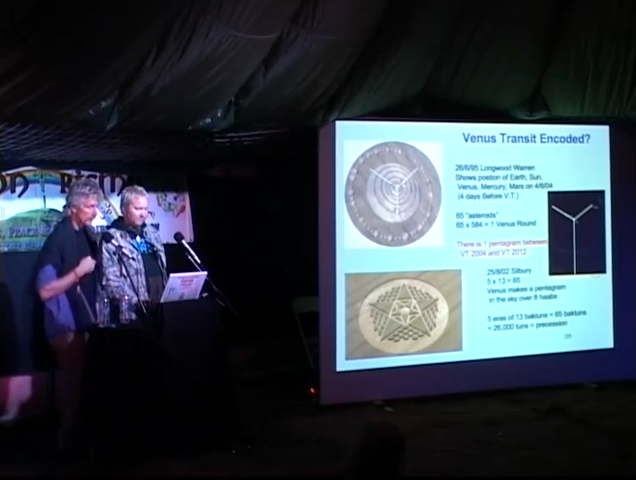 Venus Transit Encoded?
26/6/95 Longwood Warren
Shows position of Earth, Sun,
Venus, Mercury, Mars on 4/6/04
(4 days Before V.T.)
65 "asteroids"
65 x 584 = 1 Venus Round
There is 1 pentagram between
VT 2004 and VT 2012
25/8/02 Silbury
5 x 13 = 65
Venus makes a pentagram
in the sky over 8 haabs
5 eras of 13 baktuns = 65 baktuns
= 26,000 tuns = precession